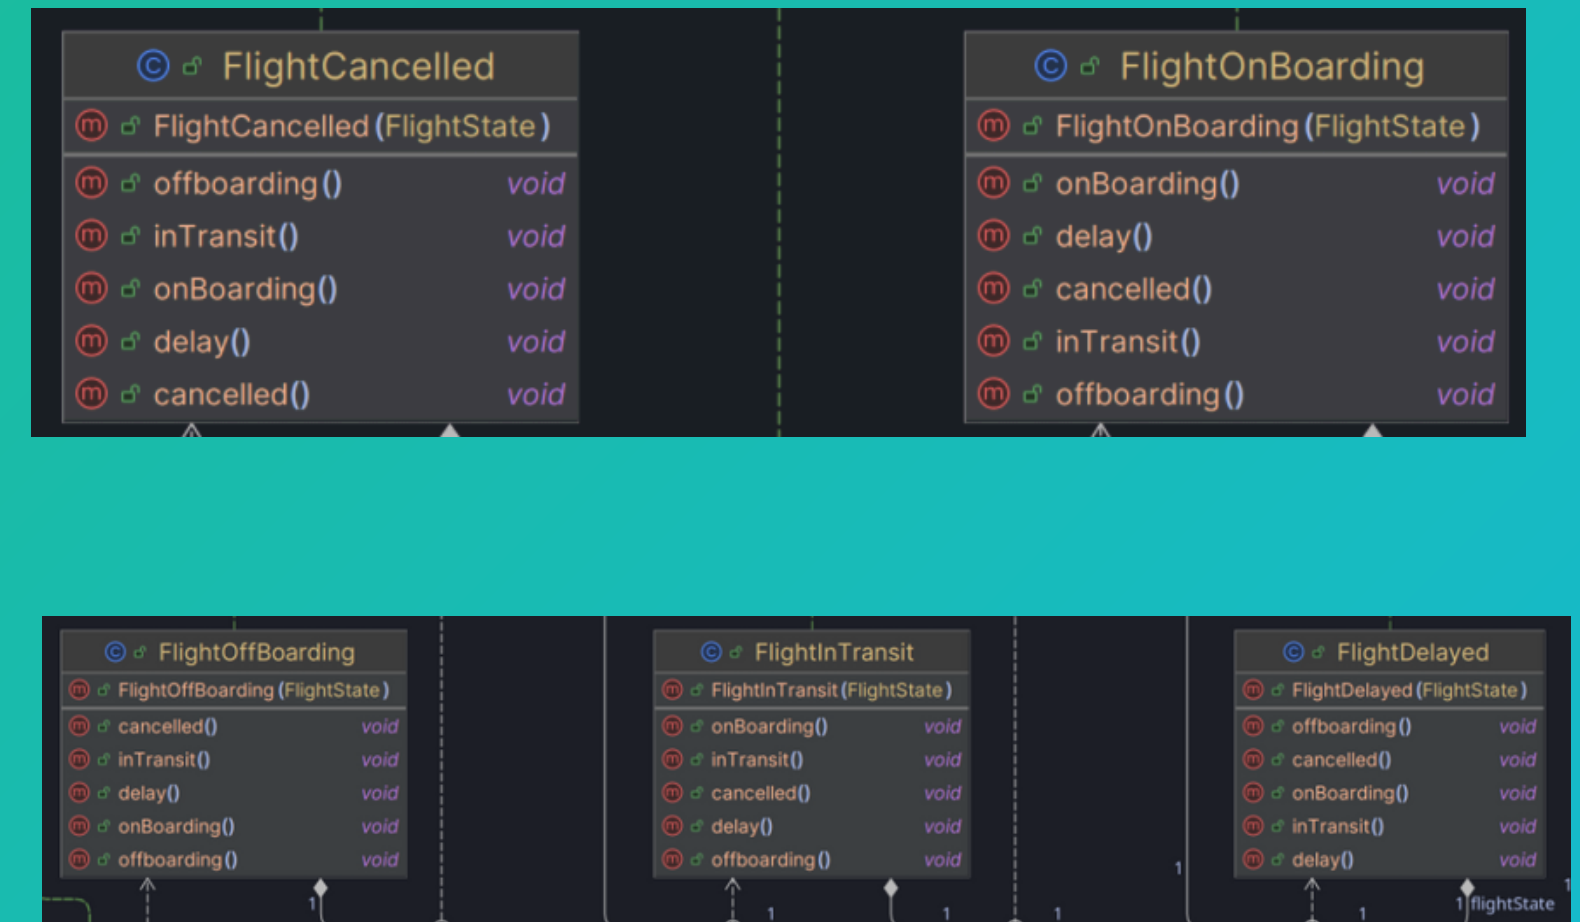 FlightCancelled
FlightCancelled(FlightState)
offboarding() void
inTransit() void
onBoarding() void
delay() void
cancelled() void
FlightOnBoarding
FlightOnBoarding(FlightState)
onBoarding() void
delay() void
cancelled() void
inTransit() void
offboarding() void
FlightOffBoarding
FlightOffBoarding(FlightState)
cancelled() void
inTransit() void
delay() void
onBoarding() void
offboarding() void
1
FlightInTransit
FlightInTransit(FlightState)
onBoarding() void
inTransit() void
cancelled() void
delay() void
offboarding() void
1
1
1
FlightDelayed
FlightDelayed(FlightState)
offboarding() void
cancelled() void
onBoarding() void
inTransit() void
delay() void
1
1
1
1 flightState